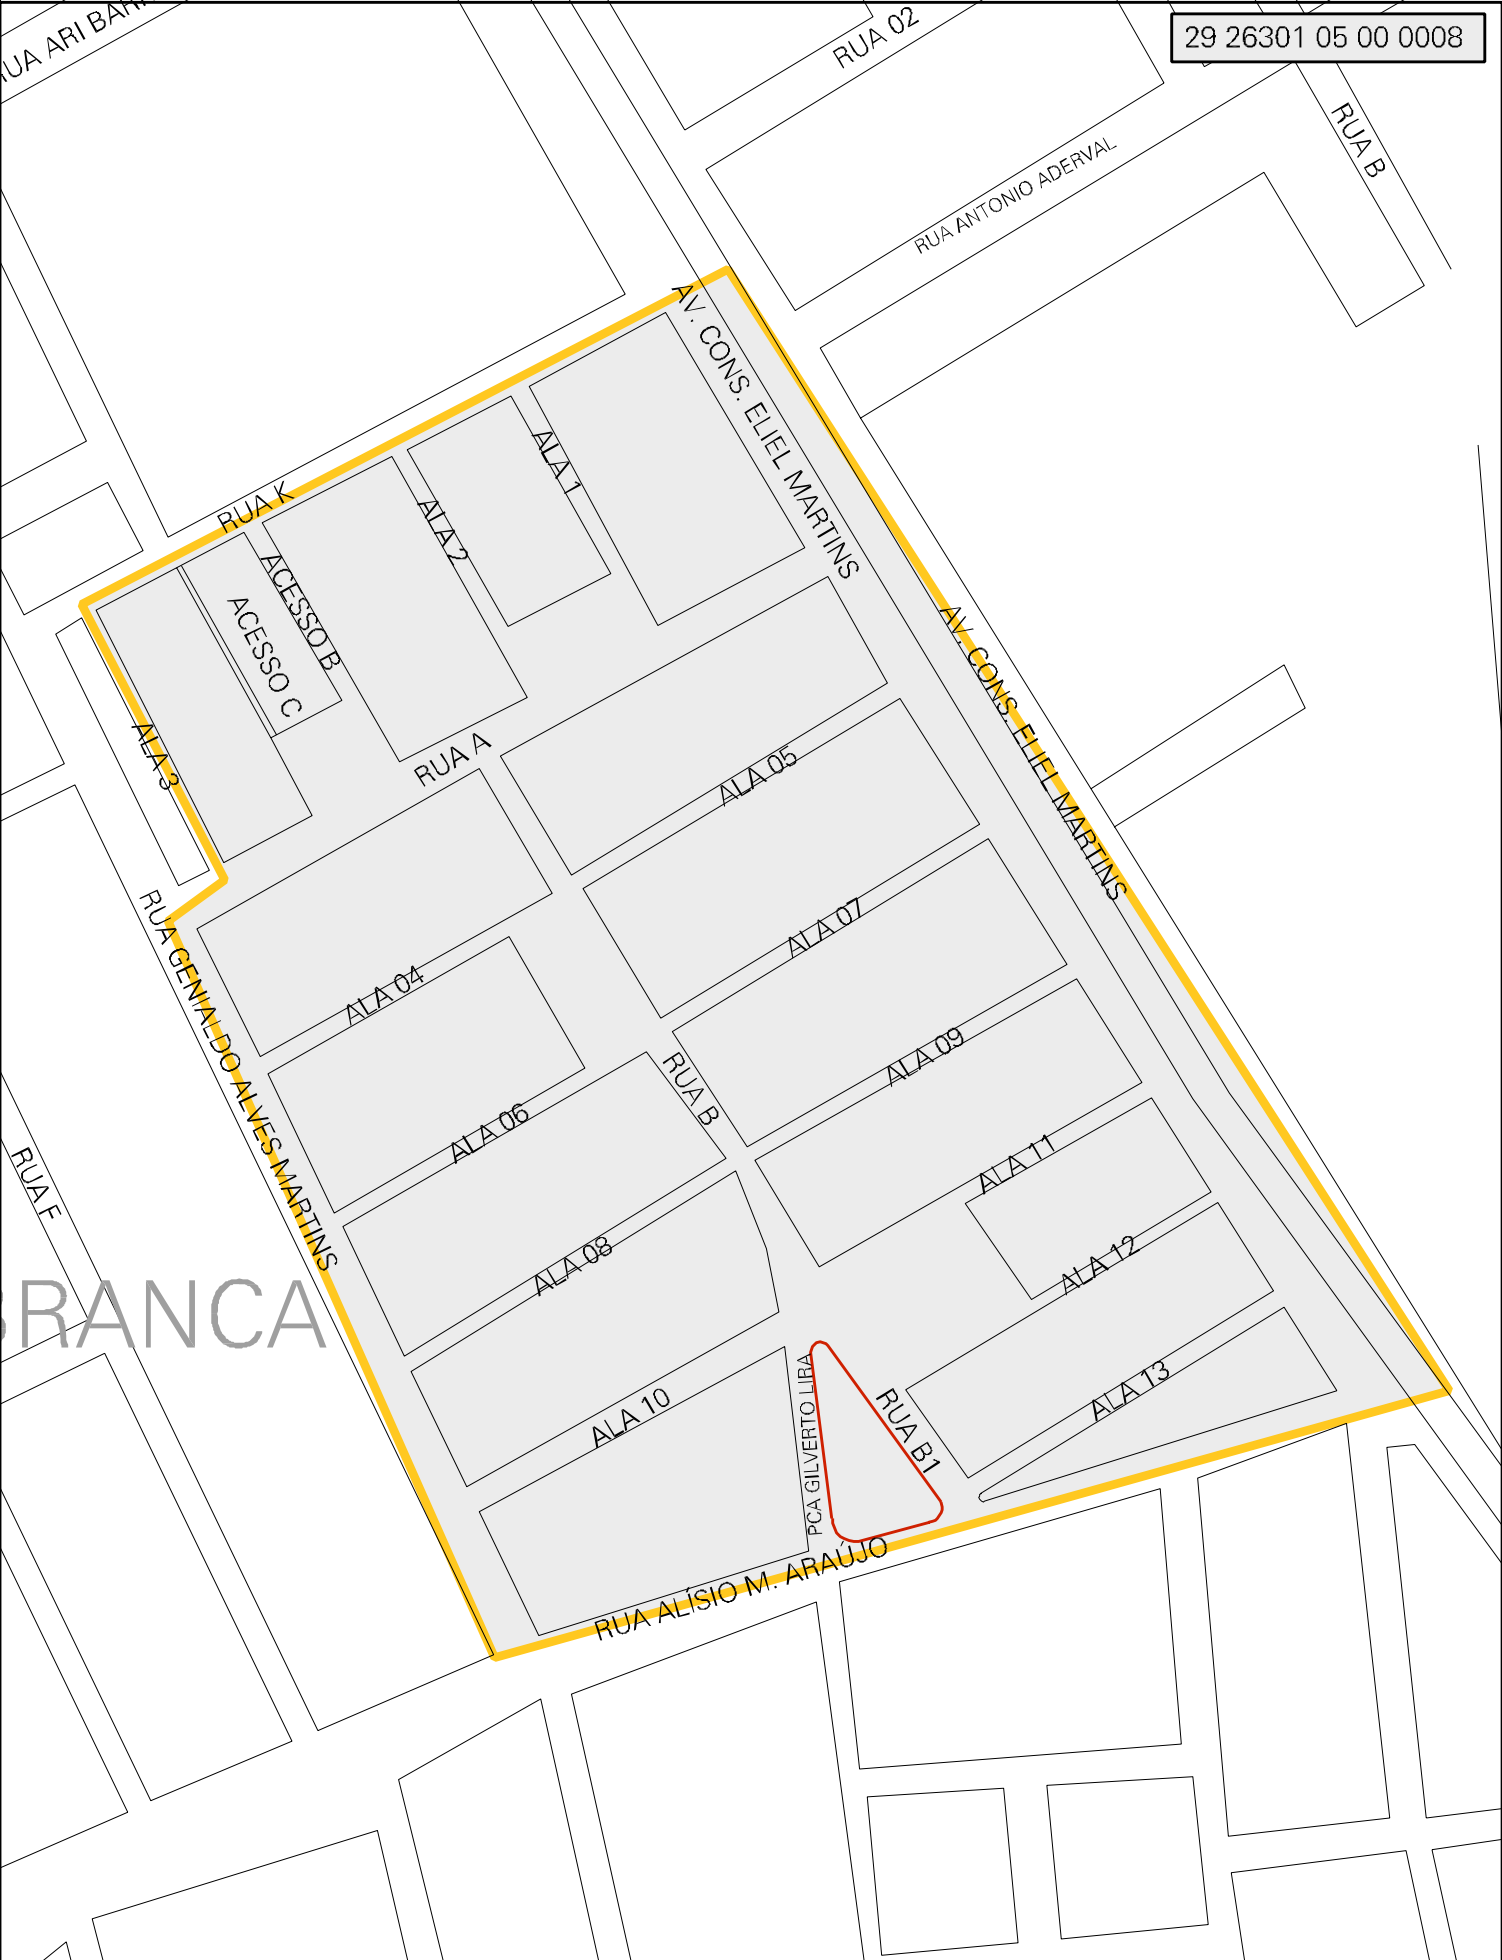 RUA ARI
RUA 02
29 26301 05 00 0008
RUA B
RUA ANTONIO ADERVAL
AV. CONS. ELIEL MARTINS
ALA 1
RUA K
ALA 2
ACESSO B
ACESSO C
AV. CONS. ELIEL MARTINS
ALA 3
RUA A
ALA 05
RUA GENIALDO ALVES MARTINS
ALA 07
ALA 04
ALA 09
RUA B
ALA 06
ALA 11
RUA F
ALA 08
ALA 12
BRANCA
PCA GILVERTO LIRA
ALA 13
ALA 10
RUA B1
RUA ALÍSIO M. ARAÚJO